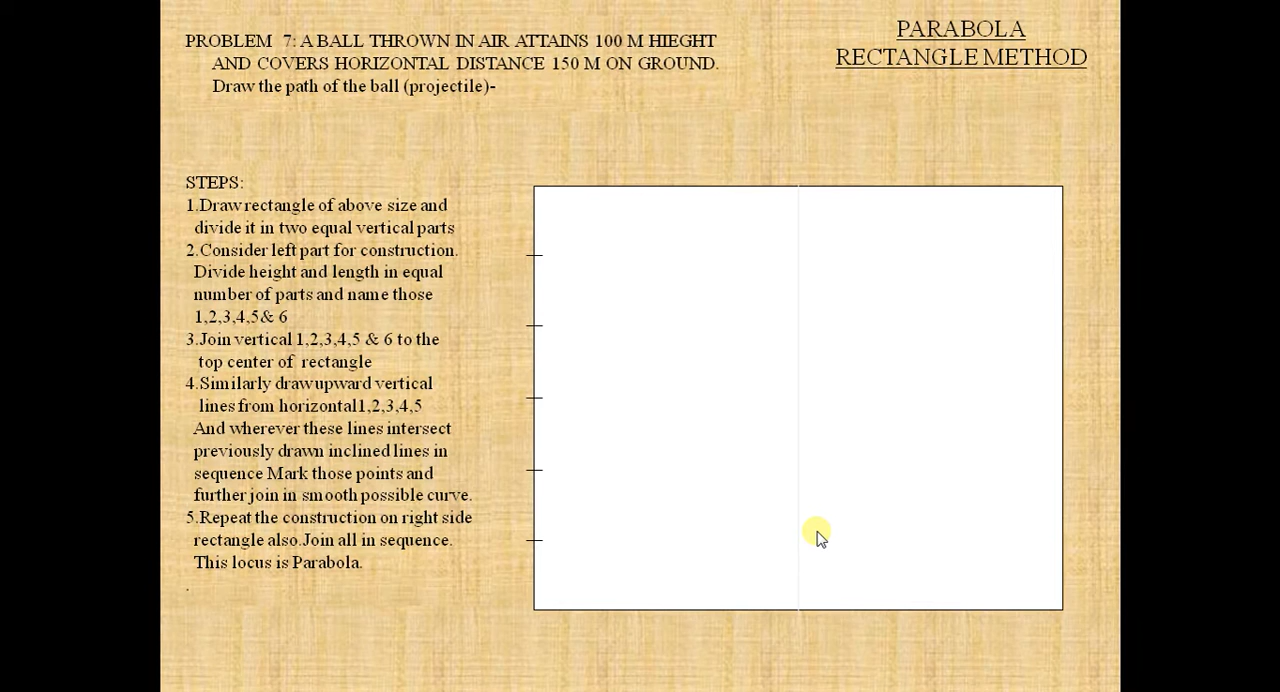 PROBLEM 7: A BALL THROWN IN AIR ATTAINS 100 M HIEGHT
AND COVERS HORIZONTAL DISTANCE 150 M ON GROUND.
Draw the path of the ball (projectile)-
PARABOLA
RECTANGLE METHOD
STEPS:
1.Draw rectangle of above size and
divide it in two equal vertical parts
2.Consider left part for construction.
Divide height and length in equal
number of parts and name those
1,2,3,4,5& 6
3.Join vertical 1,2,3,4,5 & 6 to the
top center of rectangle
4.Similarly draw upward vertical
lines from horizontal1,2,3,4,5
And wherever these lines intersect
previously drawn inclined lines in
sequence Mark those points and
further join in smooth possible curve.
5.Repeat the construction on right side
rectangle also.Join all in sequence.
This locus is Parabola.
.